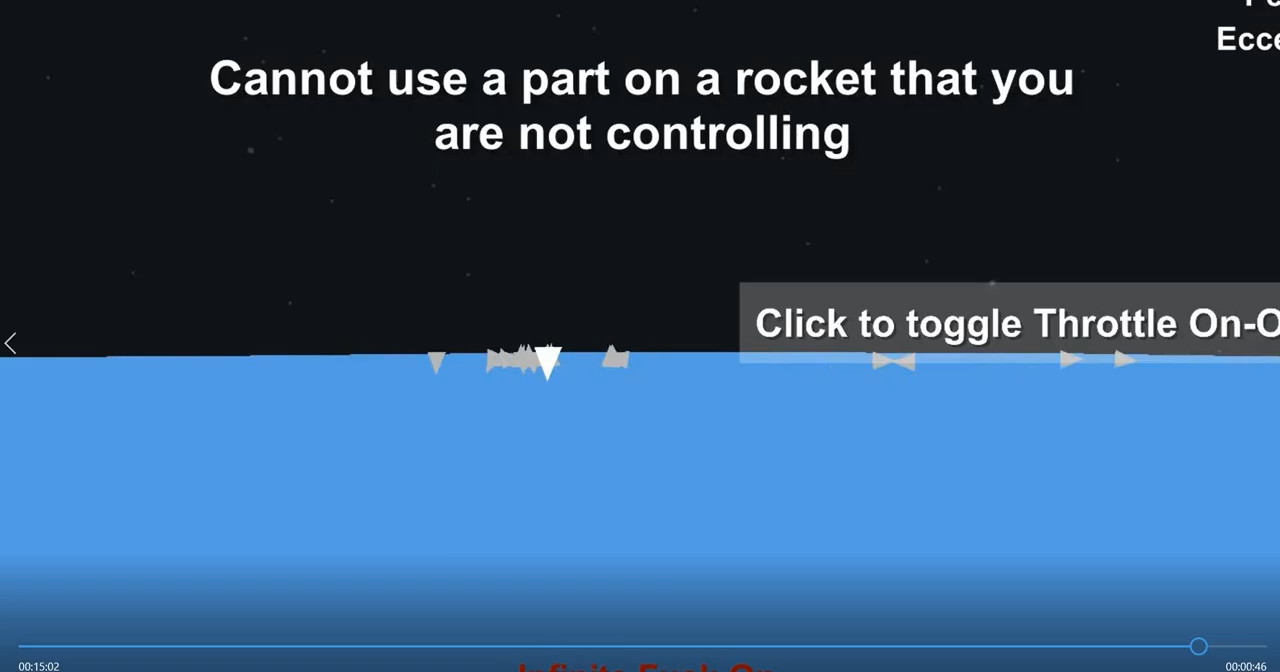 Ecce
Cannot use a part on a rocket that you
are not controlling
Click to toggle Throttle On-O
00:15:02
00:00:46